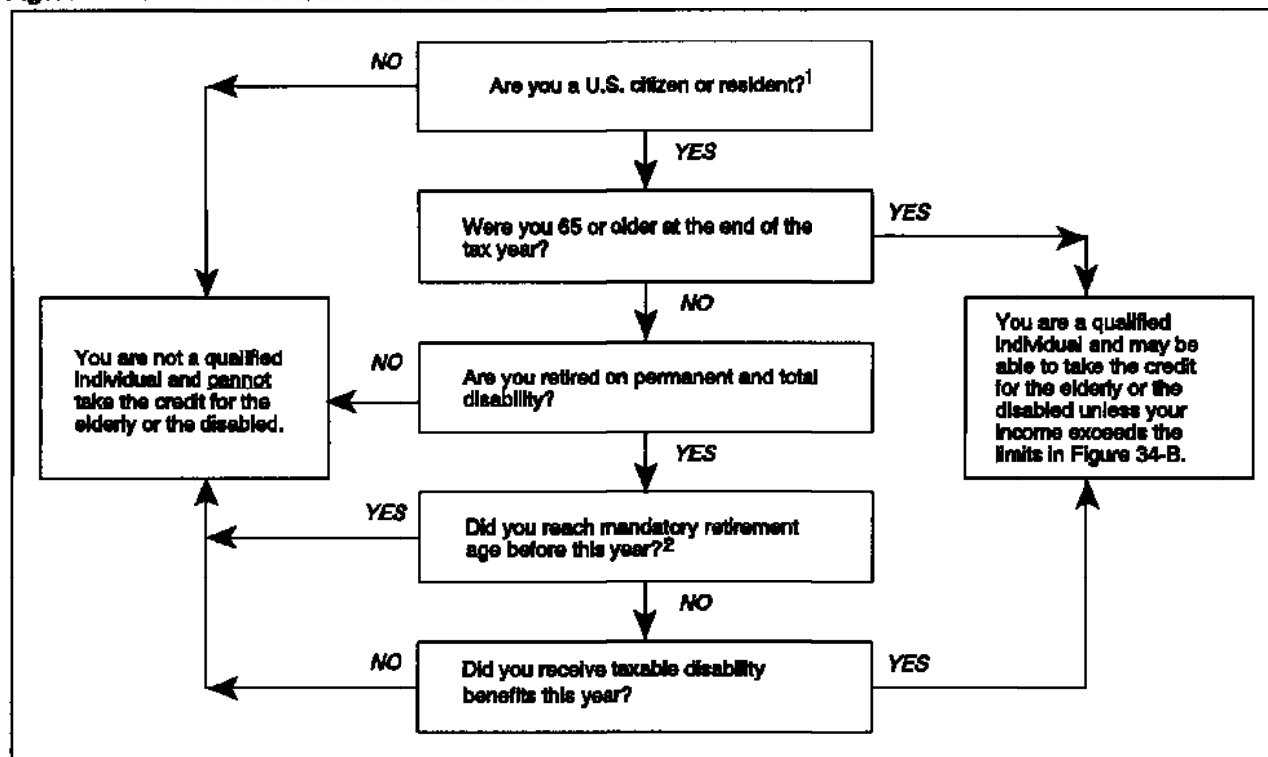 NO
Are you a U.S. citizen or resident?1
YES
Were you 65 or older at the end of the
tax year?
YES
NO
You are not a qualified
individual and cannot
take the credit for the
elderly or the disabled.
NO
Are you retired on permanent and total
disability?
You are a qualified
individual and may be
able to take the credit
for the elderly or the
disabled unless your
income exceeds the
limits in Figure 34-B.
YES
YES
Did you reach mandatory retirement
age before this year?2
NO
NO
Did you receive taxable disability
benefits this year?
YES